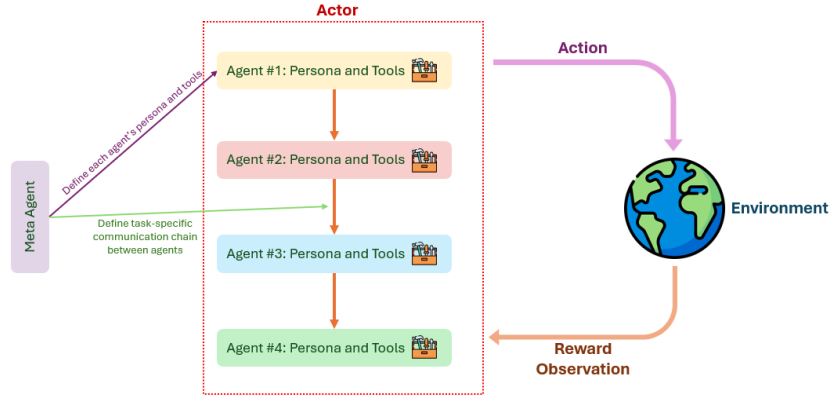 Actor
Agent #1: Persona and Tools
Action
Define each agent's persona and tools
Agent #2: Persona and Tools
Meta Agent
Environment
Define task-specific
communication chain
between agents
Agent #3: Persona and Tools
Agent #4: Persona and Tools
Reward
Observation